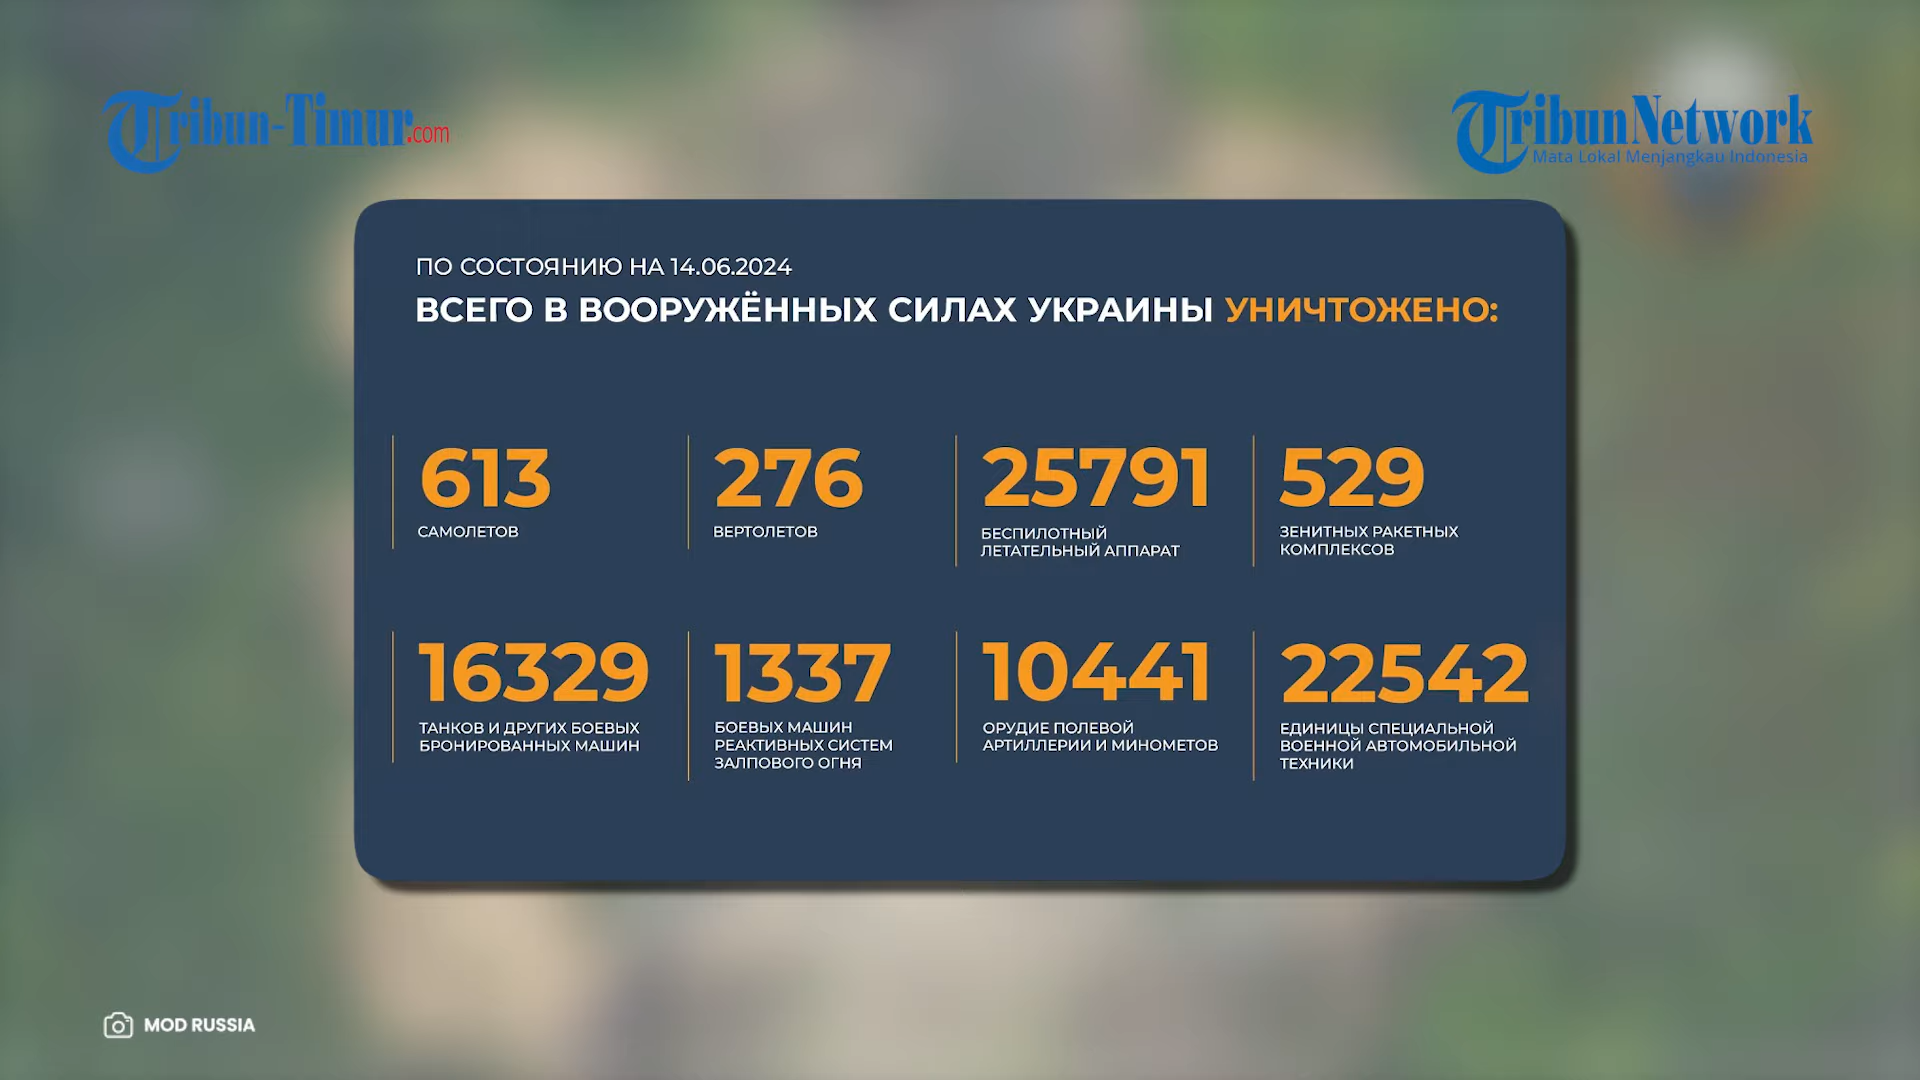 Tribun-Timur.com
TribunNetwork
Mata Lokal Menjangkau Indonesia
ПО СОСТОЯНИЮ НА 14.06.2024
ВСЕГО В ВООРУЖЁННЫХ СИЛАХ УКРАИНЫ УНИЧТОЖЕНО:
613
САМОЛЕТОВ
276
ВЕРТОЛЕТОВ
25791
БЕСПИЛОТНЫЙ
ЛЕТАТЕЛЬНЫЙ АППАРАТ
529
ЗЕНИТНЫХ РАКЕТНЫХ
КОМПЛЕКСОВ
16329
ТАНКОВ И ДРУГИХ БОЕВЫХ
БРОНИРОВАННЫХ МАШИН
1337
БОЕВЫХ МАШИН
РЕАКТИВНЫХ СИСТЕМ
ЗАЛПОВОГО ОГНЯ
10441
ОРУДИЕ ПОЛЕВОЙ
АРТИЛЛЕРИИ И МИНОМЕТОВ
22542
ЕДИНИЦЫ СПЕЦИАЛЬНОЙ
ВОЕННОЙ АВТОМОБИЛЬНОЙ
ТЕХНИКИ
MOD RUSSIA